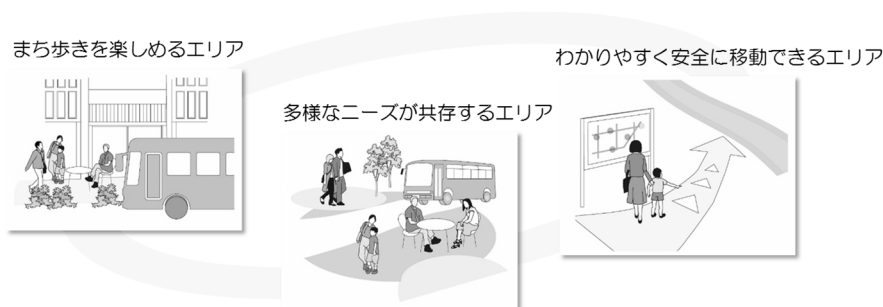 まち歩きを楽しめるエリア
多様なニーズが共存するエリア
わかりやすく安全に移動できるエリア